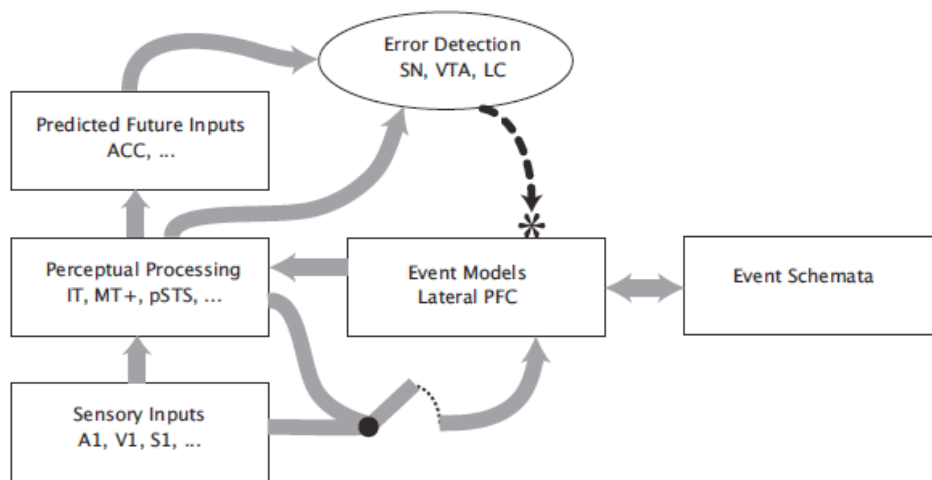 Error Detection
SN, VTA, LC
Predicted Future Inputs
ACC, ...
Perceptual Processing
IT, MT+, pSTS, ...
Event Models
Lateral PFC
Event Schemata
Sensory Inputs
A1, V1, S1, ...